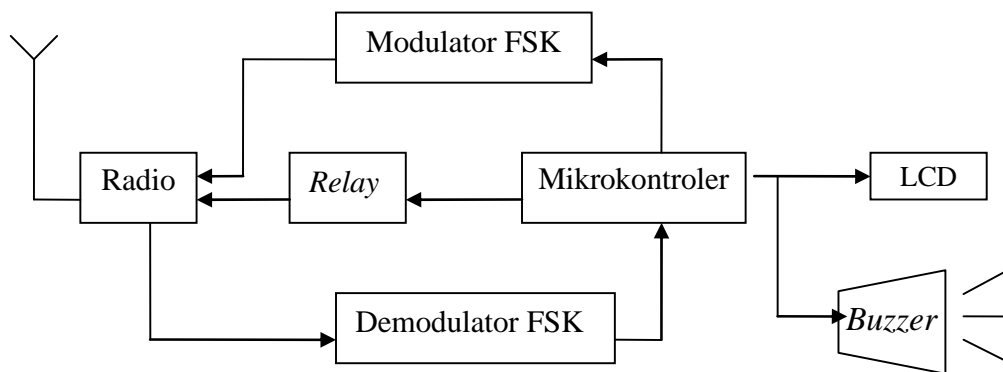 Modulator FSK
Radio
Relay
Mikrokontroler
LCD
Demodulator FSK
Buzzer